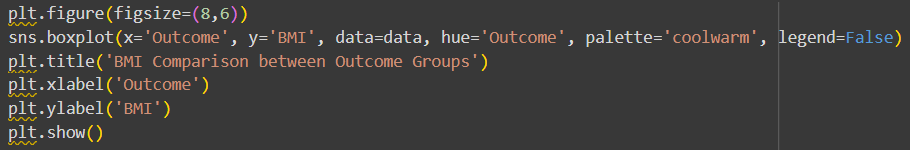 plt.figure(figsize=(8,6))
sns.boxplot(x='Outcome', y='BMI', data=data, hue='Outcome', palette='coolwarm', legend=False)
plt.title('BMI Comparison between Outcome Groups')
plt.xlabel('Outcome')
plt.ylabel('BMI')
plt.show()